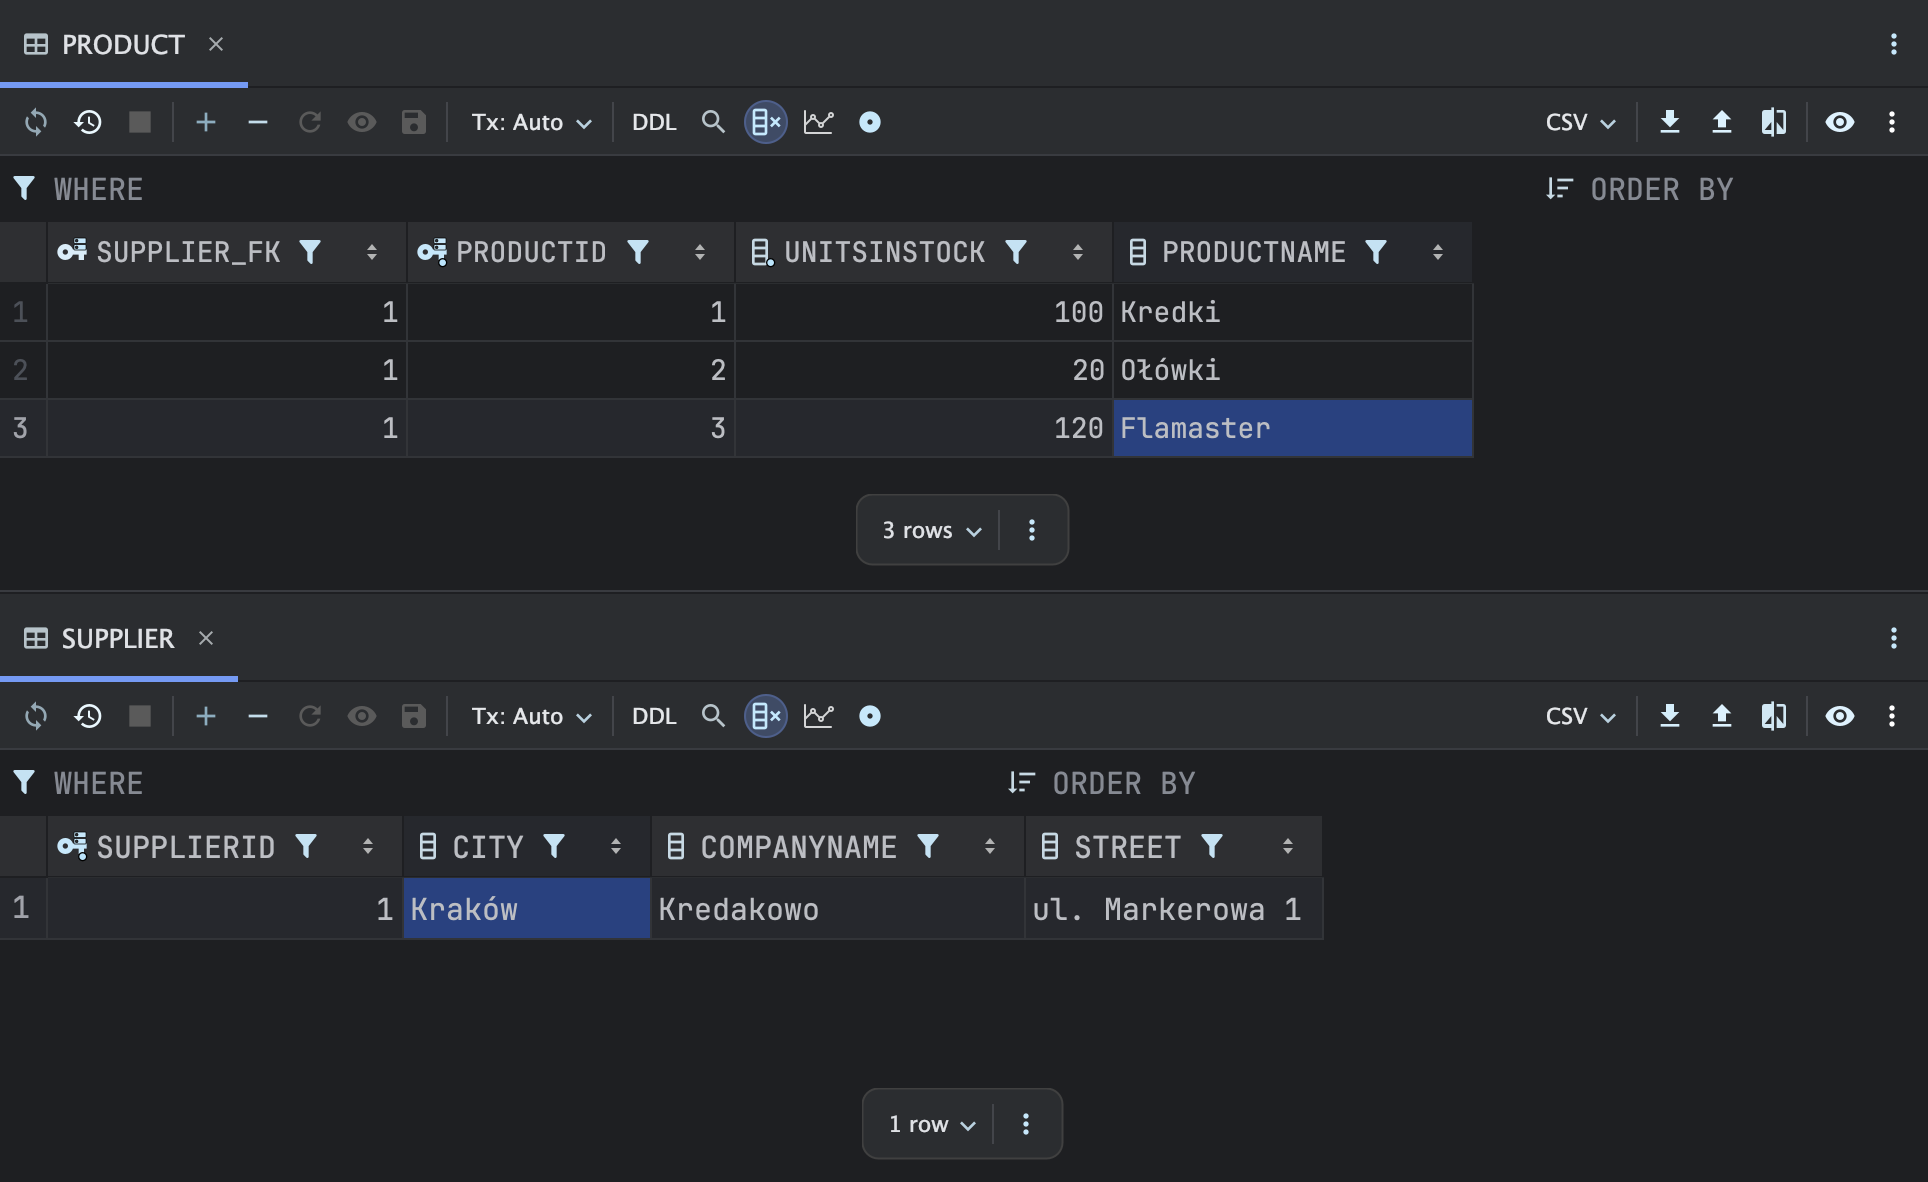 PRODUCT
Tx: Auto DDL CSV
WHERE ORDER BY
SUPPLIER_FK PRODUCTID UNITSINSTOCK PRODUCTNAME
1 1 1 100 Kredki
2 1 2 20 Ołówki
3 1 3 120 Flamaster
3 rows
SUPPLIER
Tx: Auto DDL CSV
WHERE ORDER BY
SUPPLIERID CITY COMPANYNAME STREET
1 1 Kraków Kredakowo ul. Markerowa 1
1 row